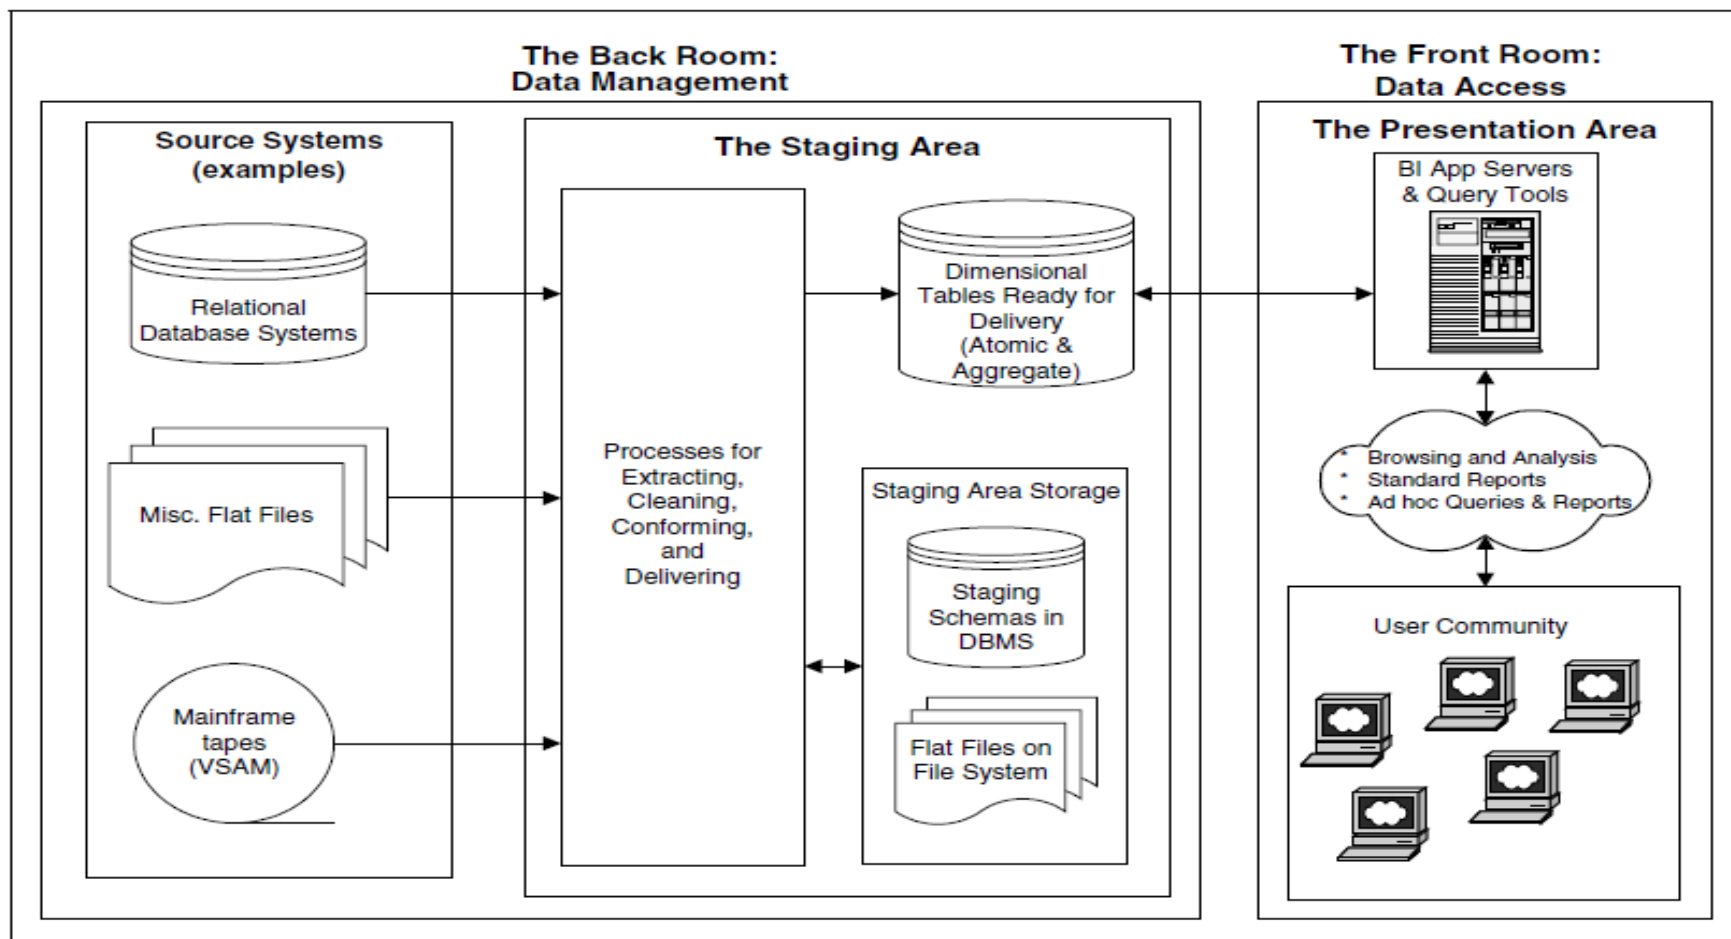 The Back Room:
Data Management
The Front Room:
Data Access
Source Systems
(examples)
Relational
Database Systems
Misc. Flat Files
Mainframe
tapes
(VSAM)
The Staging Area
Processes for
Extracting,
Cleaning,
Conforming,
and
Delivering
Dimensional
Tables Ready for
Delivery
(Atomic &
Aggregate)
Staging Area Storage
Staging
Schemas in
DBMS
Flat Files on
File System
The Presentation Area
BI App Servers
& Query Tools
* Browsing and Analysis
* Standard Reports
* Ad hoc Queries & Reports
User Community